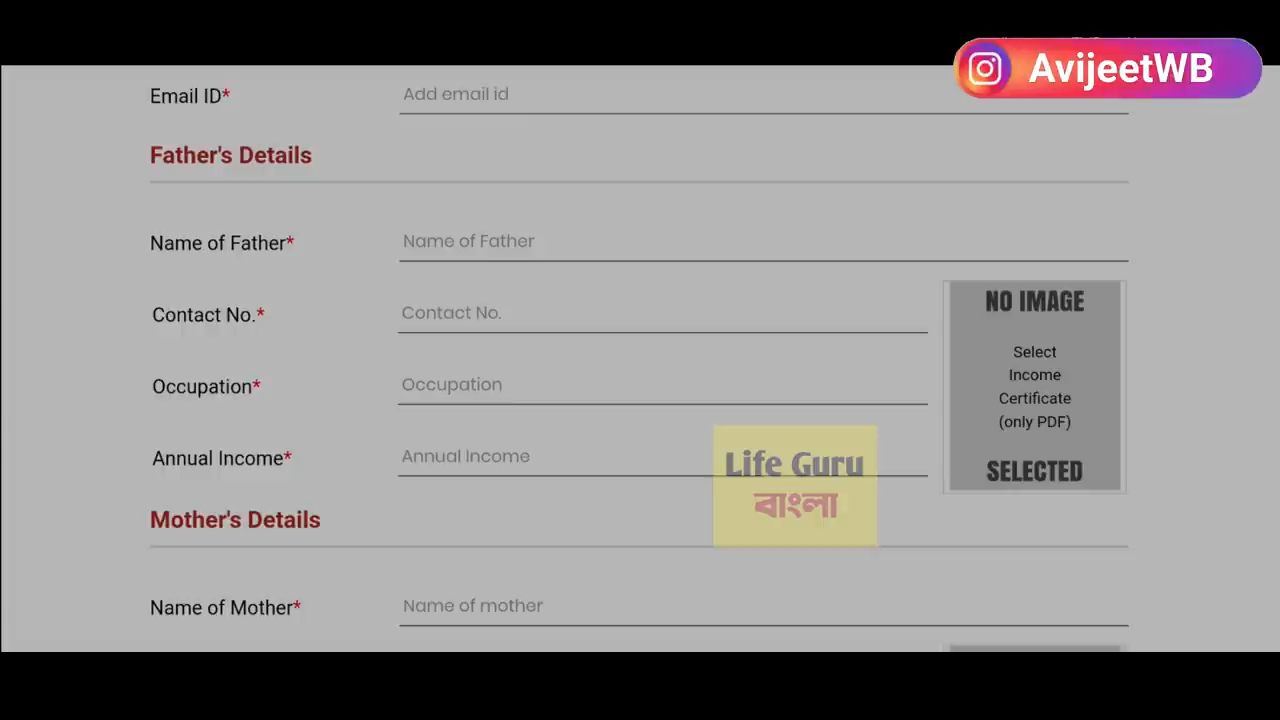 AvijeetWB
Email ID* Add email id
Father's Details
Name of Father* Name of Father
Contact No.* Contact No.
Occupation* Occupation
Annual Income* Annual Income
NO IMAGE
Select
Income
Certificate
(only PDF)
SELECTED
Life Guru
বাংলা
Mother's Details
Name of Mother* Name of mother